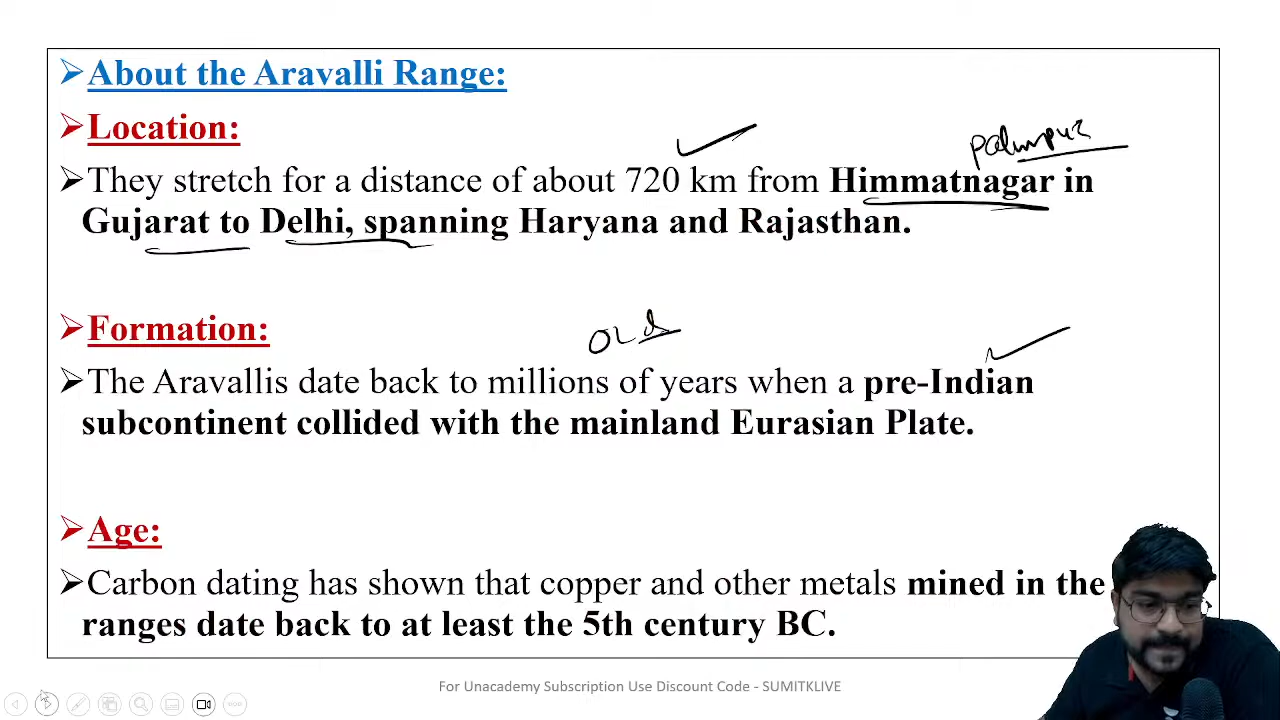 ➢About the Aravalli Range:
➢Location:
palunpur
➢They stretch for a distance of about 720 km from Himmatnagar in
Gujarat to Delhi, spanning Haryana and Rajasthan.
➢Formation:
old
➢The Aravallis date back to millions of years when a pre-Indian
subcontinent collided with the mainland Eurasian Plate.
➢Age:
➢Carbon dating has shown that copper and other metals mined in the
ranges date back to at least the 5th century BC.
For Unacademy Subscription Use Discount Code - SUMITKLIVE